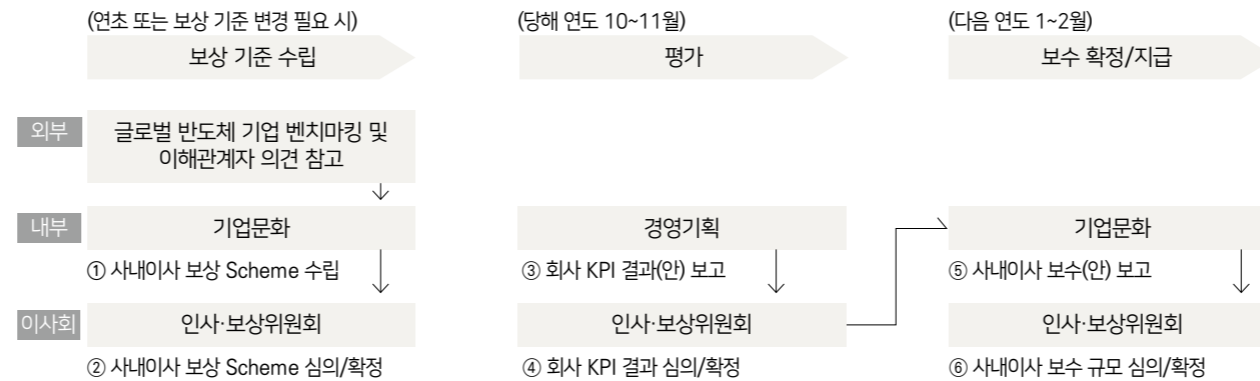 (연초 또는 보상 기준 변경 필요 시)
보상 기준 수립
(당해 연도 10~11월)
평가
(다음 연도 1~2월)
보수 확정/지급
외부
글로벌 반도체 기업 벤치마킹 및
이해관계자 의견 참고
내부
기업문화
경영기획
기업문화
① 사내이사 보상 Scheme 수립
③ 회사 KPI 결과(안) 보고
⑤ 사내이사 보수(안) 보고
이사회
인사·보상위원회
인사·보상위원회
인사·보상위원회
② 사내이사 보상 Scheme 심의/확정
④ 회사 KPI 결과 심의/확정
⑥ 사내이사 보수 규모 심의/확정